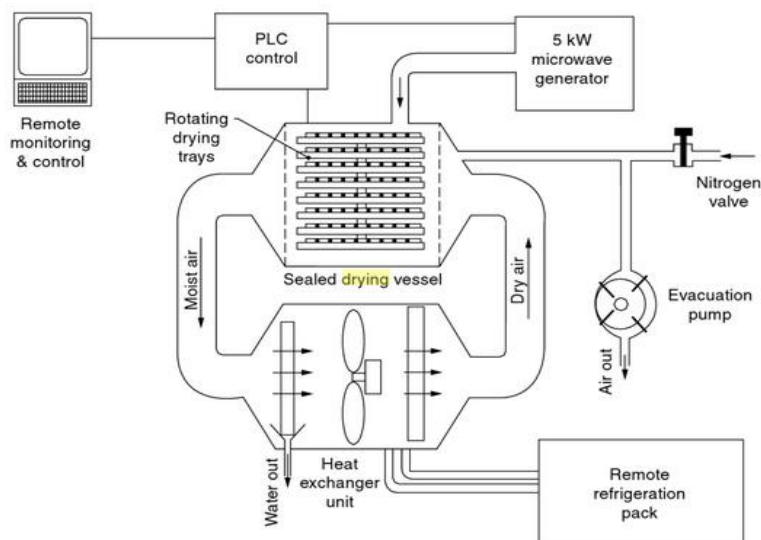 PLC
control
5 kW
microwave
generator
Remote
monitoring
& control
Rotating
drying
trays
Nitrogen
valve
Moist air
Sealed drying vessel
Dry air
Evacuation
pump
Air out
Water out
Heat
exchanger
unit
Remote
refrigeration
pack